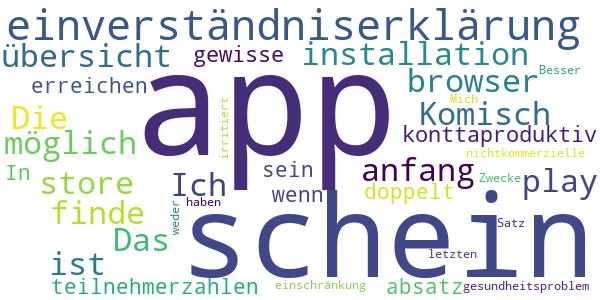 einverständniserklärung
übersicht gewisse installation
erreichen app browser Besser
Die irritiert Komisch Mich
möglich konttaproduktiv
In Ich anfang nichtkommerzielle
store sein Zwecke play
finde wenn doppelt
weder haben schein Satz
Das
ist letzten
teilnehmerzahlen einschränkung absatz gesundheitsproblem